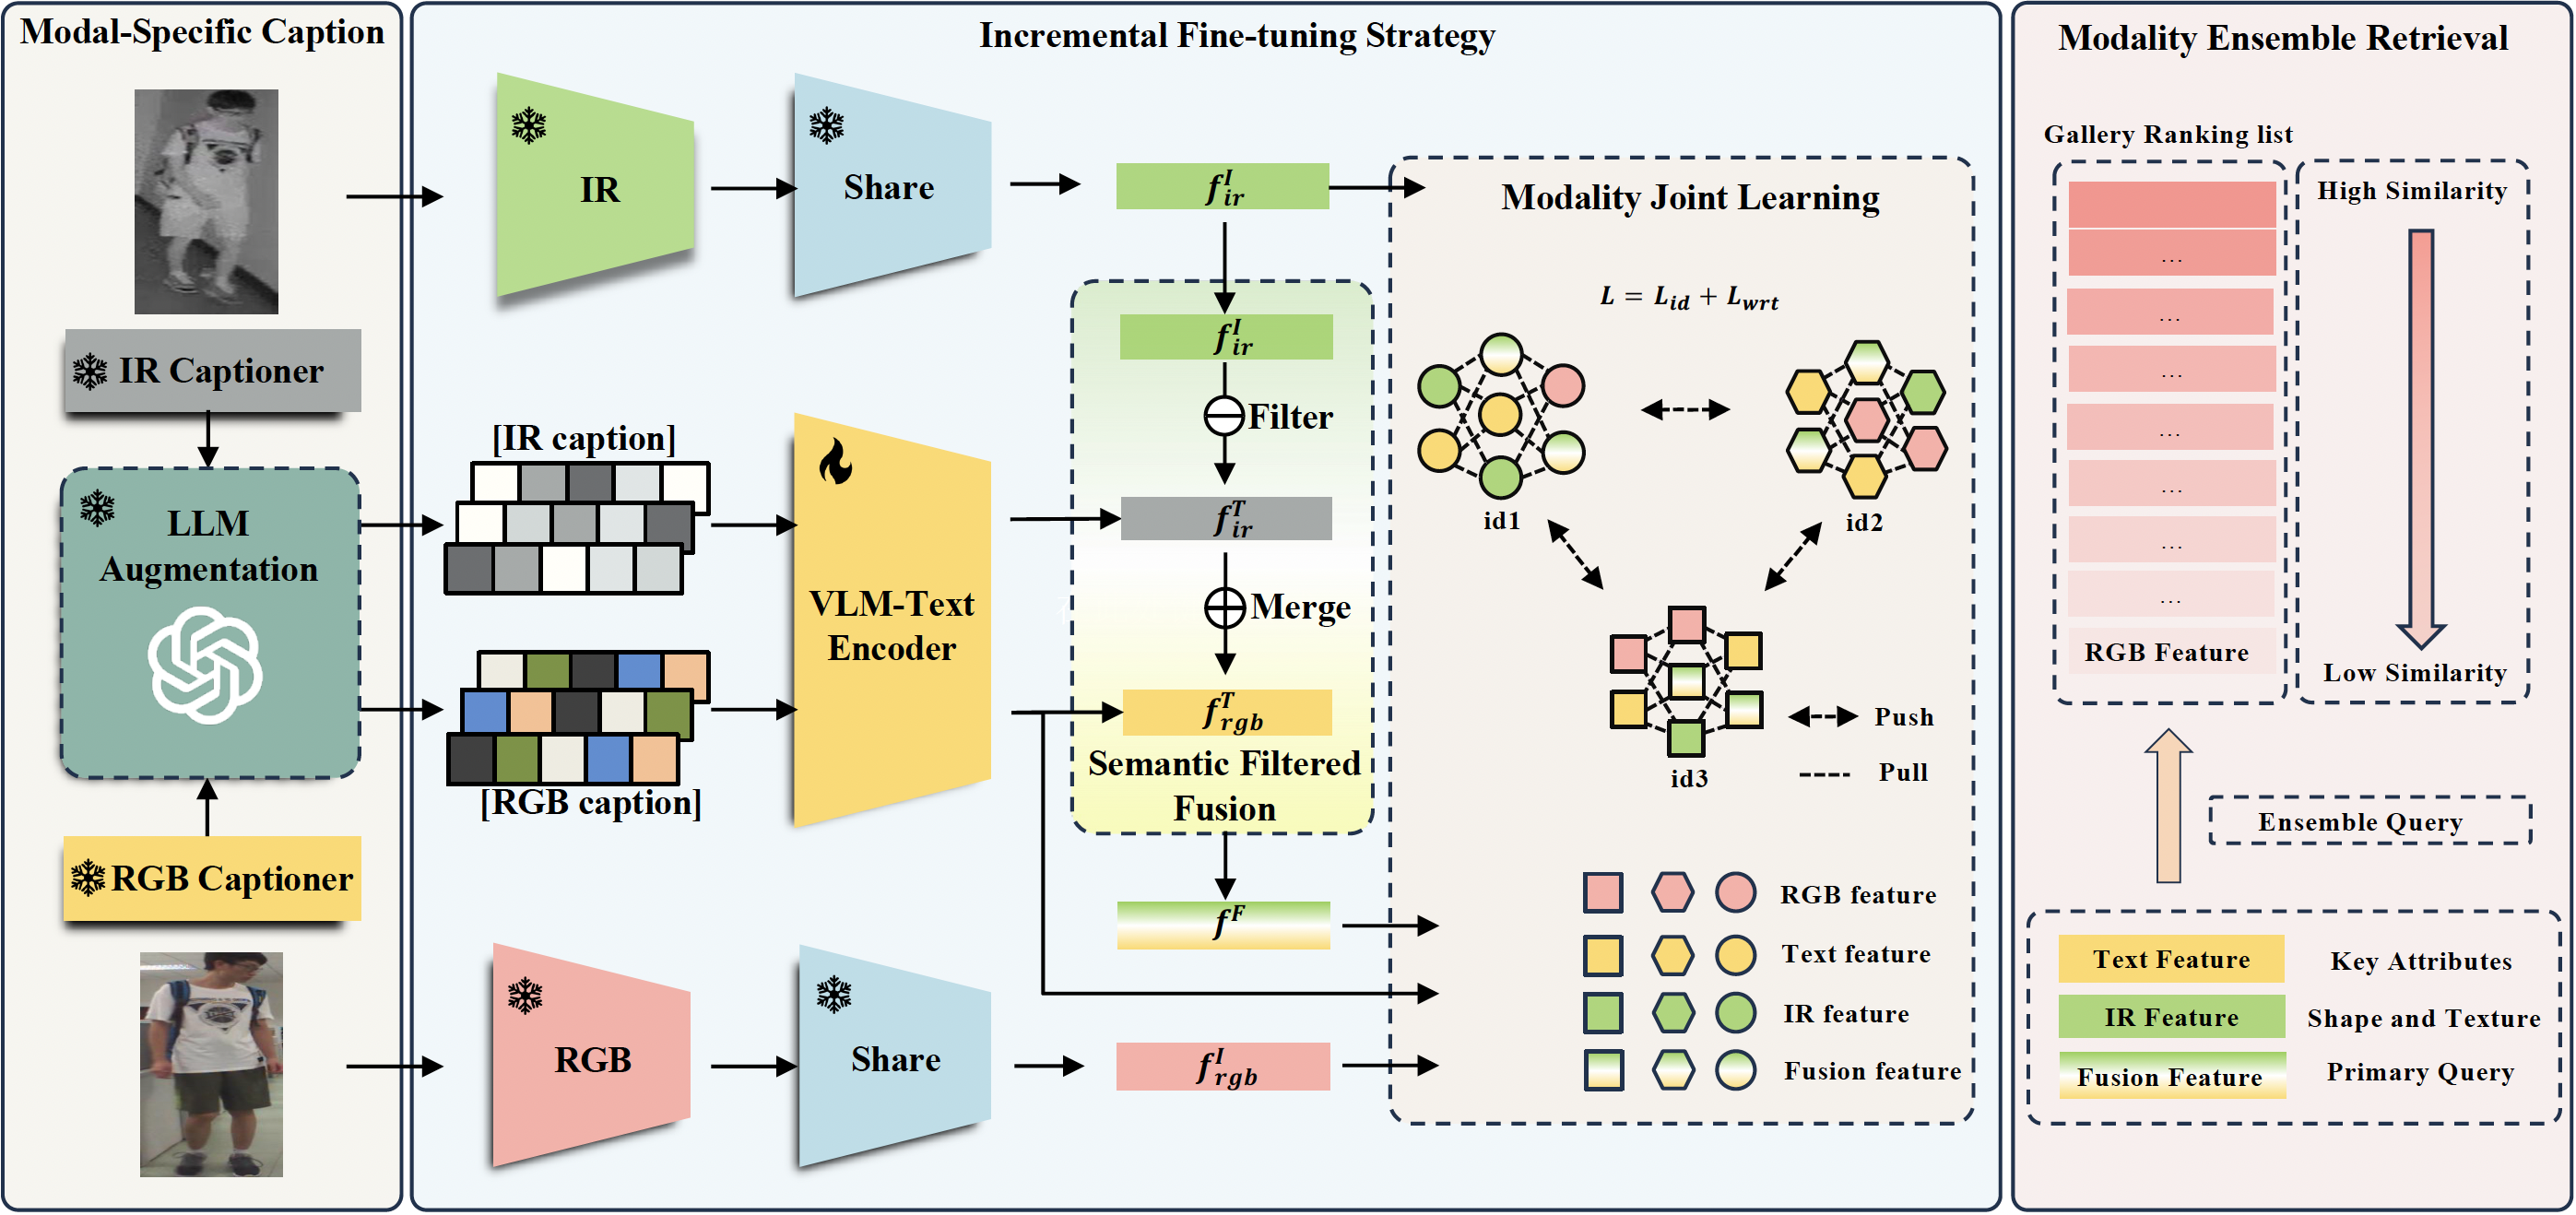 Modal-Specific Caption
IR Captioner
LLM
Augmentation
RGB Captioner
Incremental Fine-tuning Strategy
IR
Share
[IR caption]
[RGB caption]
VLM-Text
Encoder
RGB
Share
f^I_{ir}
f^I_{ir}
Filter
f^T_{ir}
Merge
f^T_{rgb}
Semantic Filtered
Fusion
f^F
f^I_{rgb}
Modality Joint Learning
L = L_{id} + L_{wrt}
id1
id2
id3
Push
Pull
RGB feature
Text feature
IR feature
Fusion feature
Modality Ensemble Retrieval
Gallery Ranking list
...
...
...
...
...
...
...
RGB Feature
High Similarity
Low Similarity
Ensemble Query
Text Feature Key Attributes
IR Feature Shape and Texture
Fusion Feature Primary Query